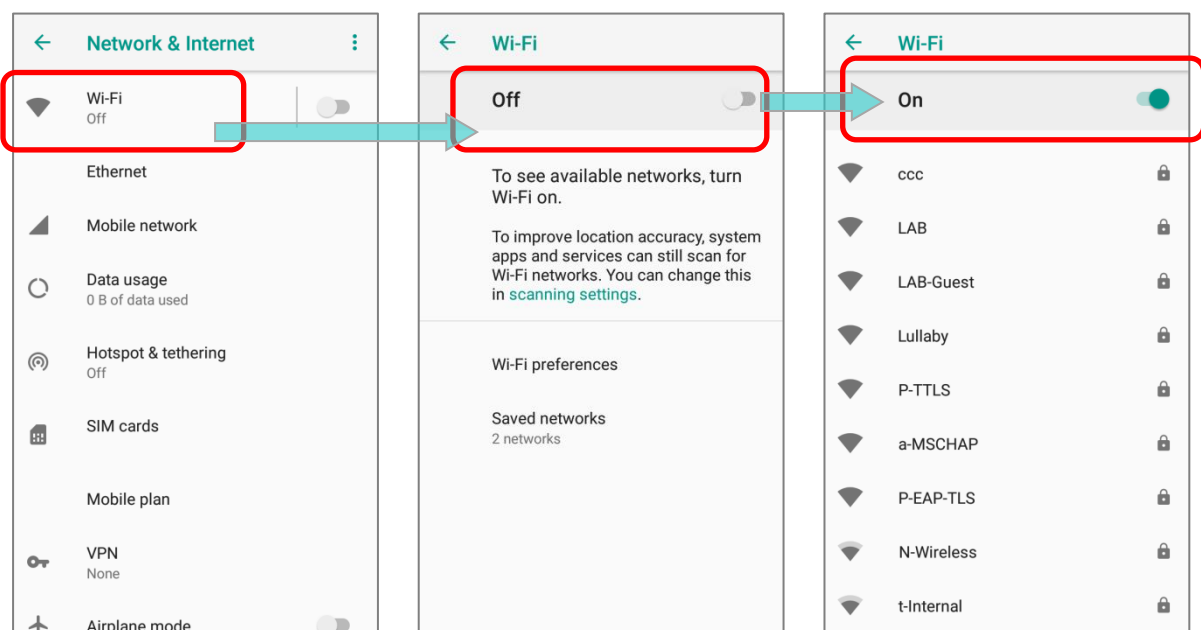 Network & Internet
Wi-Fi
Off
Ethernet
Mobile network
Data usage
0 B of data used
Hotspot & tethering
Off
SIM cards
Mobile plan
VPN
None
Airplane mode
Wi-Fi
Off
To see available networks, turn
Wi-Fi on.
To improve location accuracy, system
apps and services can still scan for
Wi-Fi networks. You can change this
in scanning settings.
Wi-Fi preferences
Saved networks
2 networks
Wi-Fi
On
ccc
LAB
LAB-Guest
Lullaby
P-TTLS
a-MSCHAP
P-EAP-TLS
N-Wireless
t-Internal